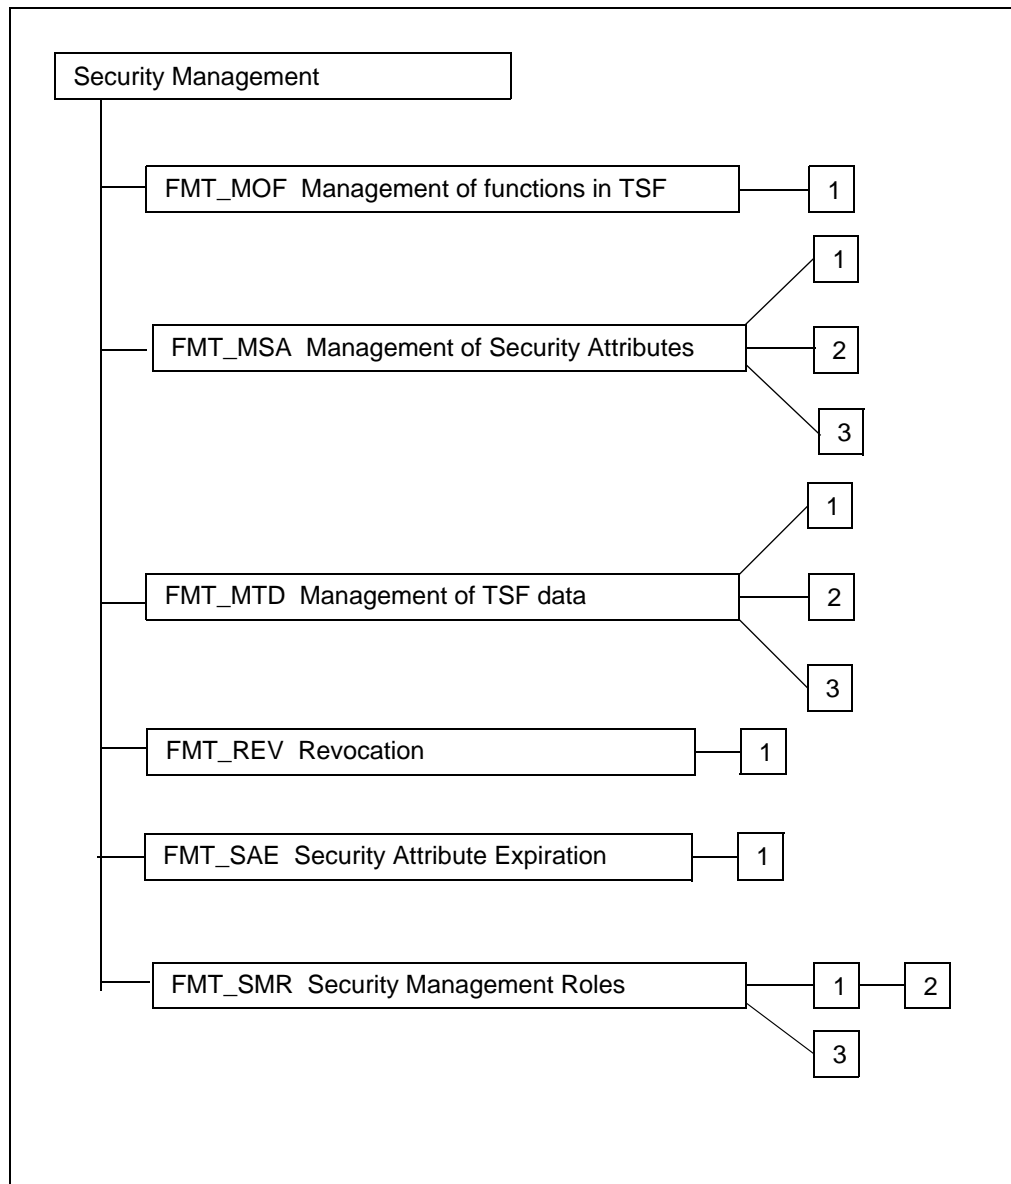 Security Management
FMT_MOF Management of functions in TSF
1
1
FMT_MSA Management of Security Attributes
2
3
1
FMT_MTD Management of TSF data
2
3
FMT_REV Revocation
1
FMT_SAE Security Attribute Expiration
1
FMT_SMR Security Management Roles
1
2
3